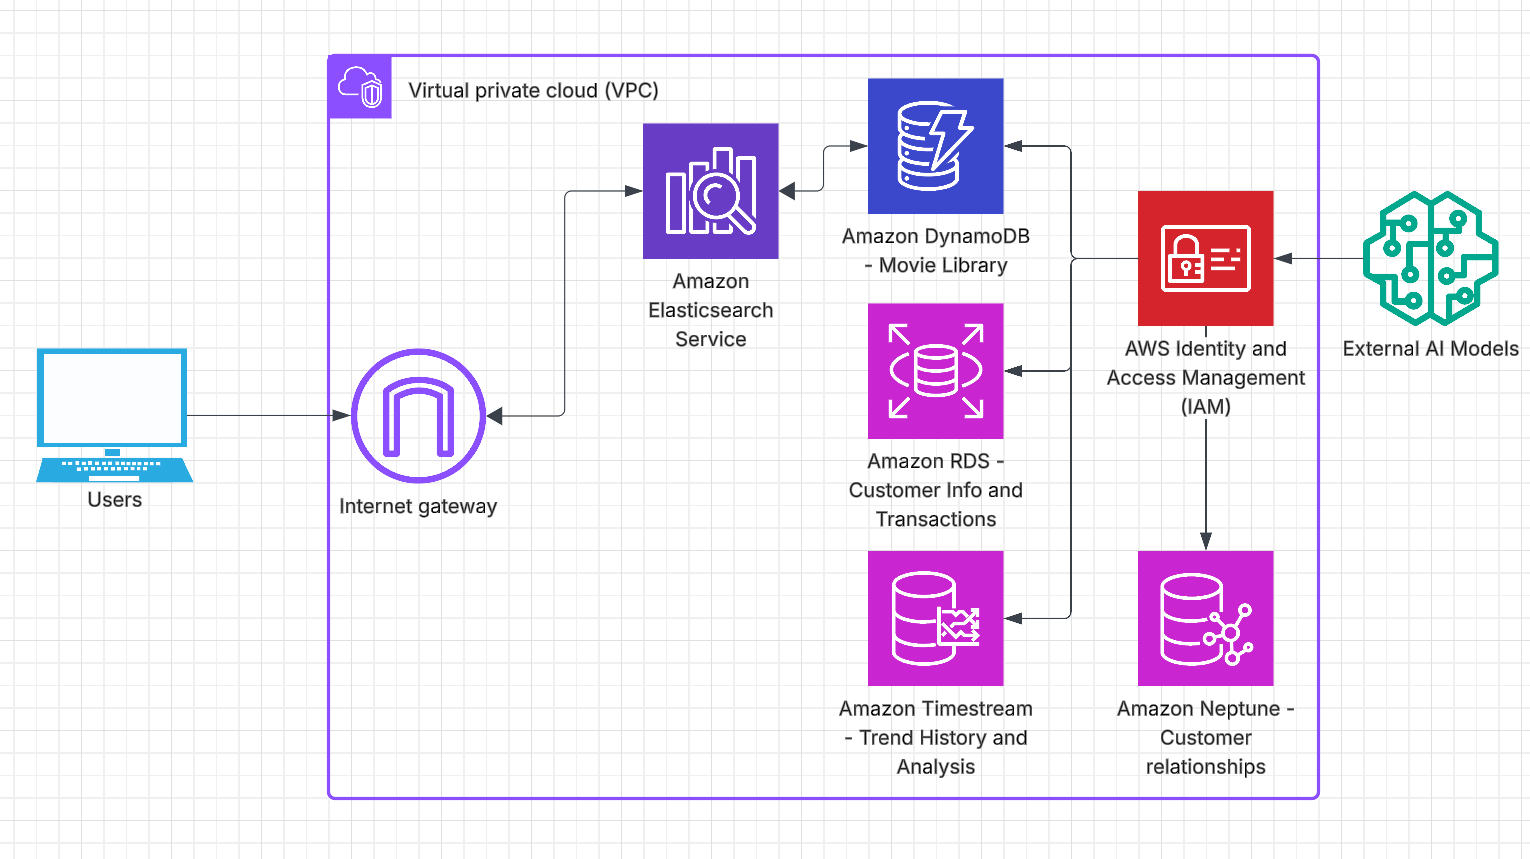 Virtual private cloud (VPC)
Amazon
Elasticsearch
Service
Amazon DynamoDB
- Movie Library
AWS Identity and
Access Management
(IAM)
External AI Models
Users
Internet gateway
Amazon RDS -
Customer Info and
Transactions
Amazon Timestream
- Trend History and
Analysis
Amazon Neptune -
Customer
relationships